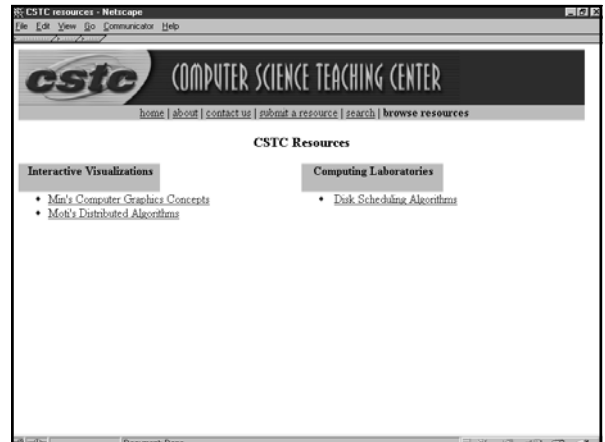 CSTC resources - Netscape
File Edit View Go Communicator Help
cstc COMPUTER SCIENCE TEACHING CENTER
home | about | contact us | submit a resource | search | browse resources
CSTC Resources
Interactive Visualizations
• Min's Computer Graphics Concepts
• Moti's Distributed Algorithms
Computing Laboratories
• Disk Scheduling Algorithms
Document: Done